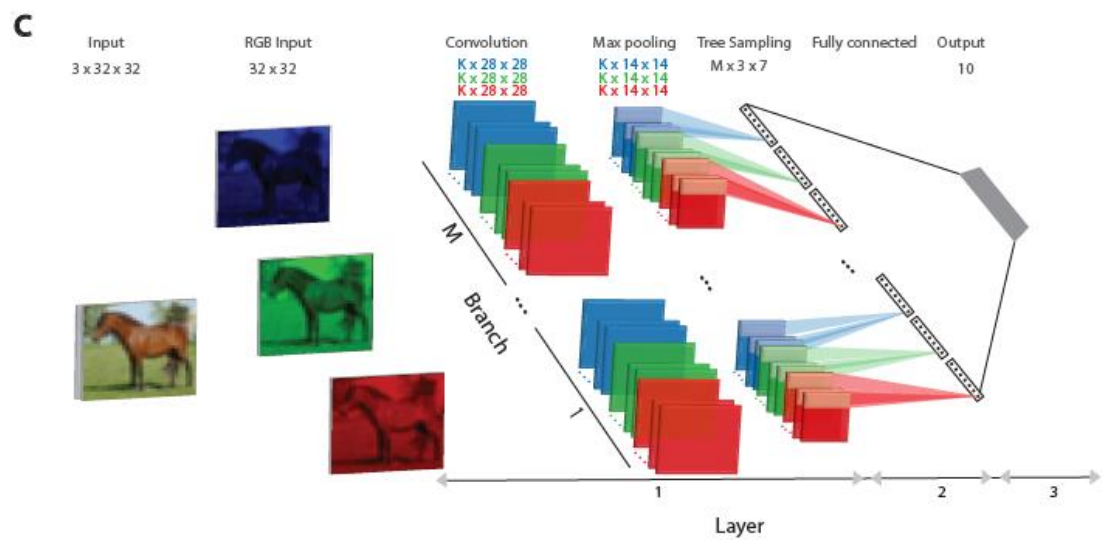 C
Input
3 x 32 x 32
RGB Input
32 x 32
Convolution
K x 28 x 28
K x 28 x 28
K x 28 x 28
Max pooling
K x 14 x 14
K x 14 x 14
K x 14 x 14
Tree Sampling
M x 3 x 7
Fully connected
Output
10
M
...
Branch
1
...
...
1
2
3
Layer